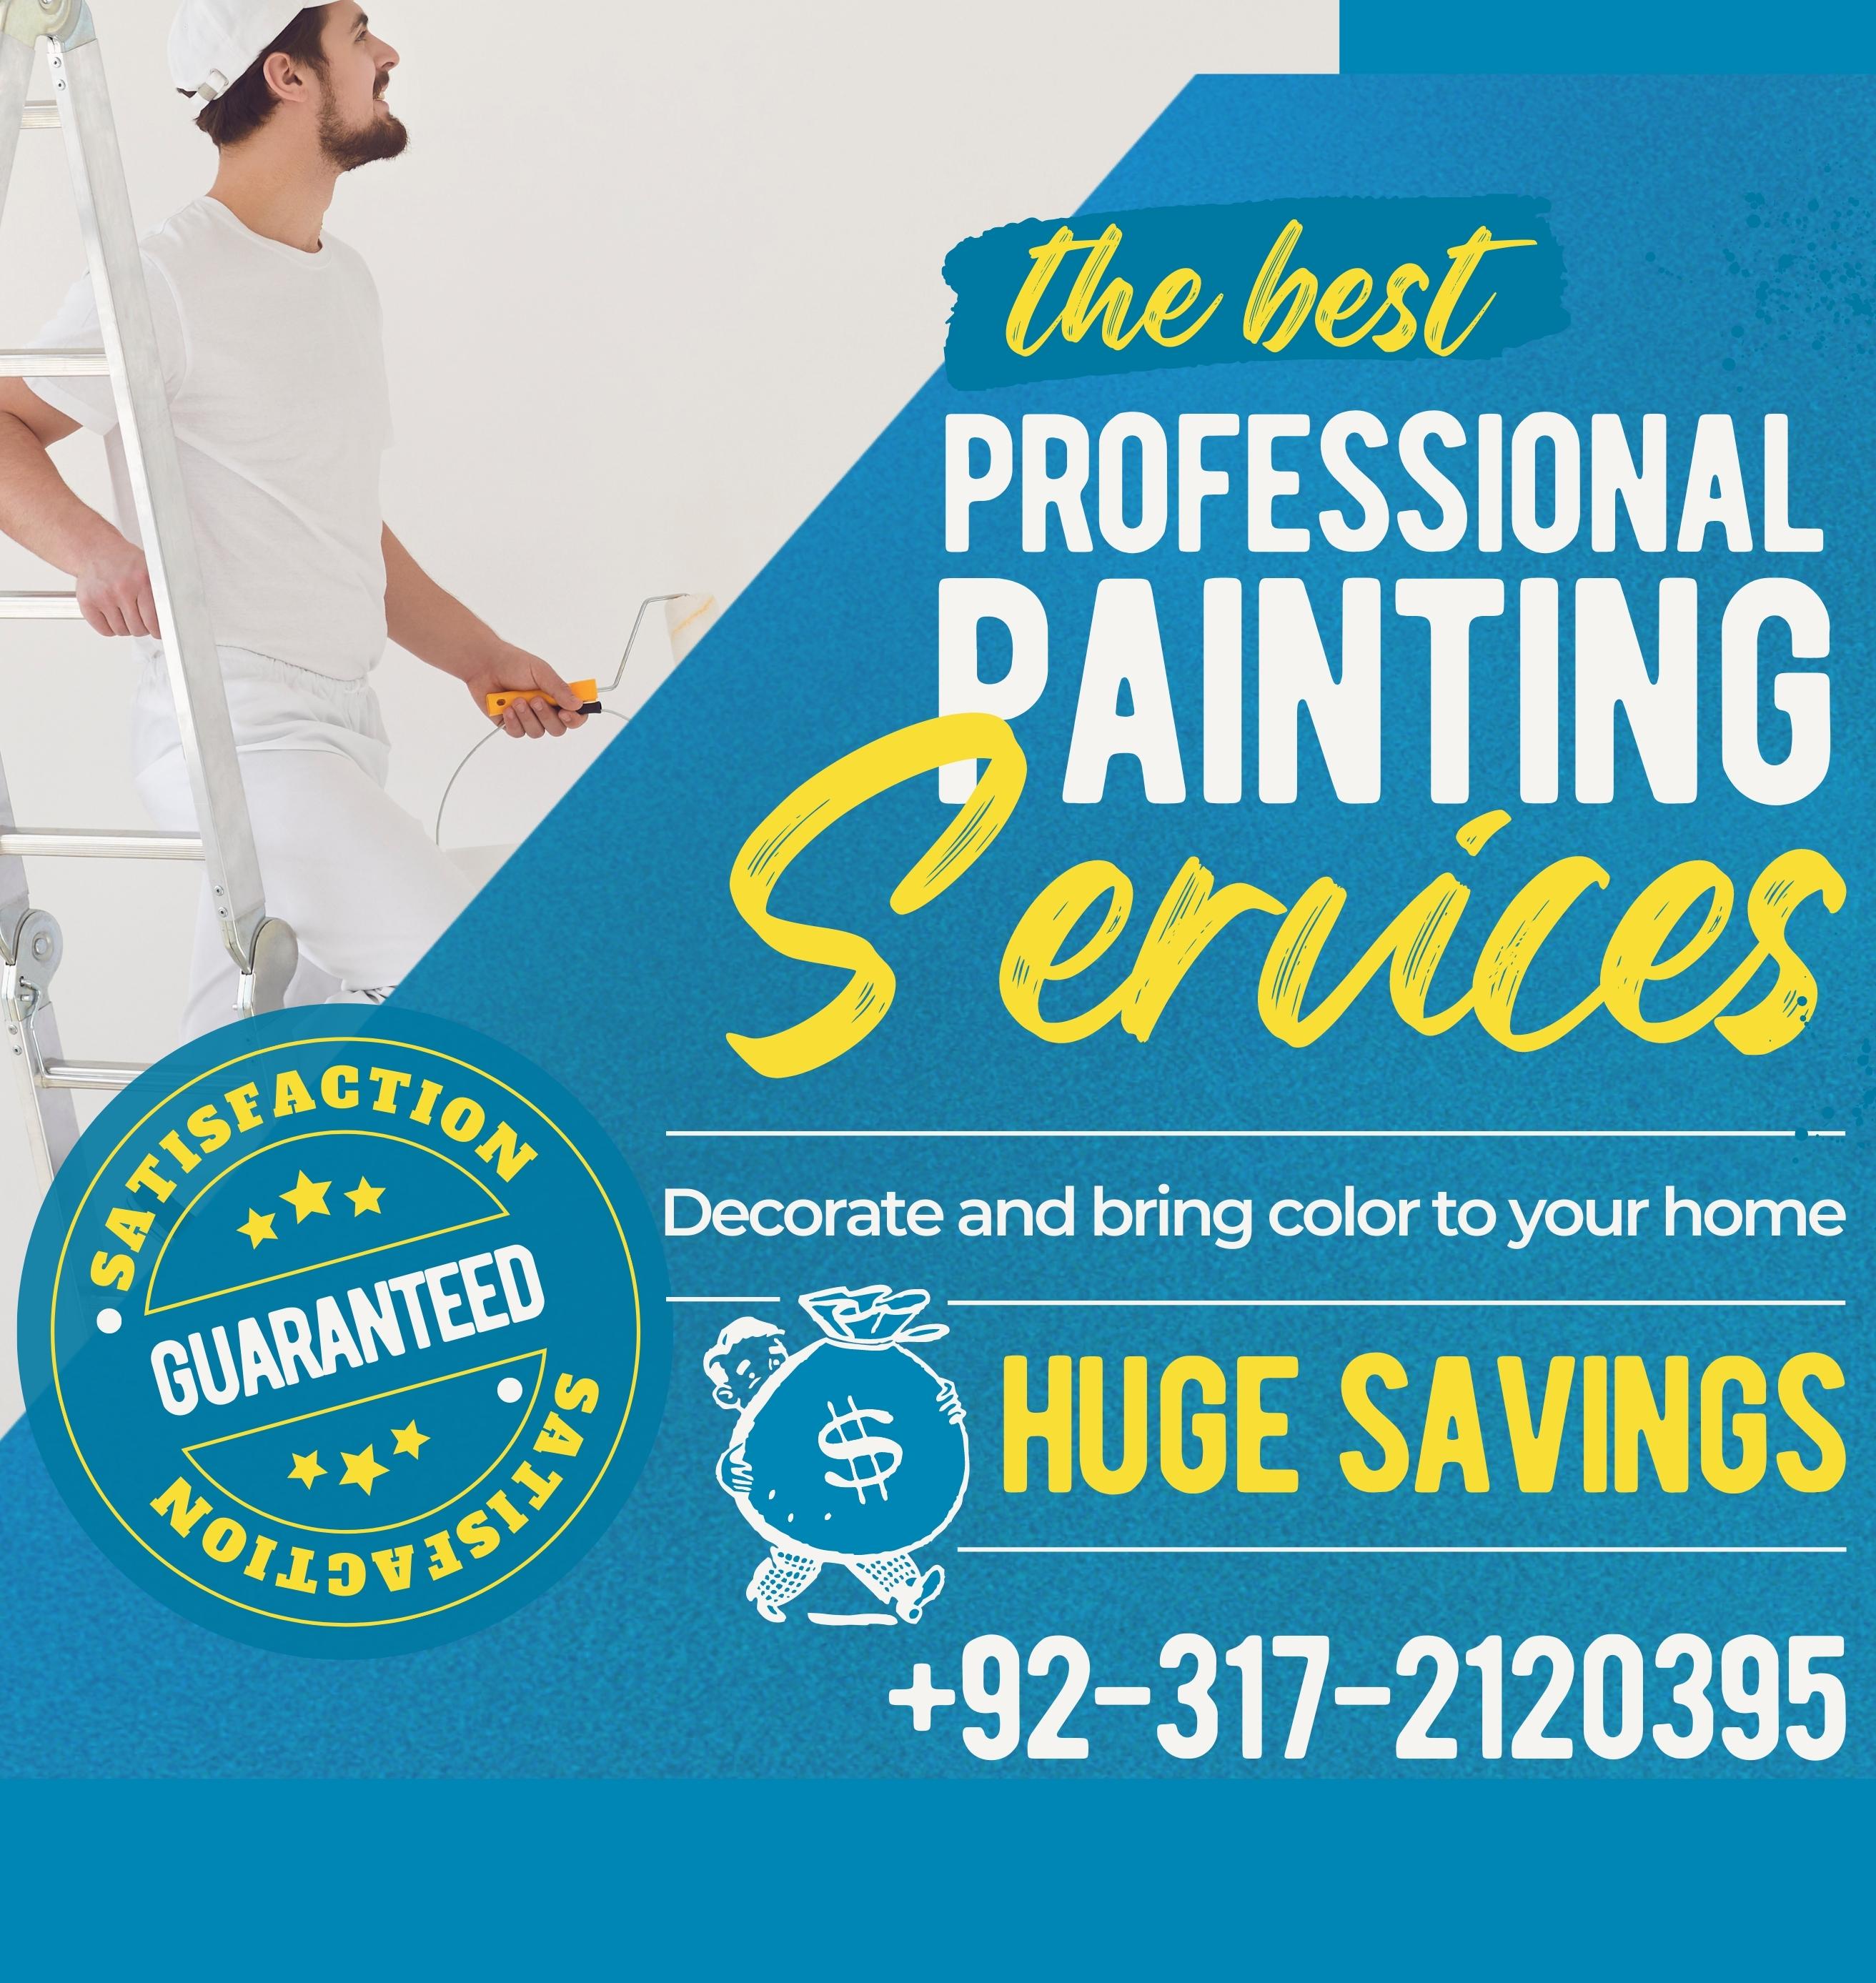 the best
PROFESSIONAL
PAINTING
Services
Decorate and bring color to your home
SATISFACTION
GUARANTEED
SATISFACTION
$
HUGE SAVINGS
+92-317-2120395